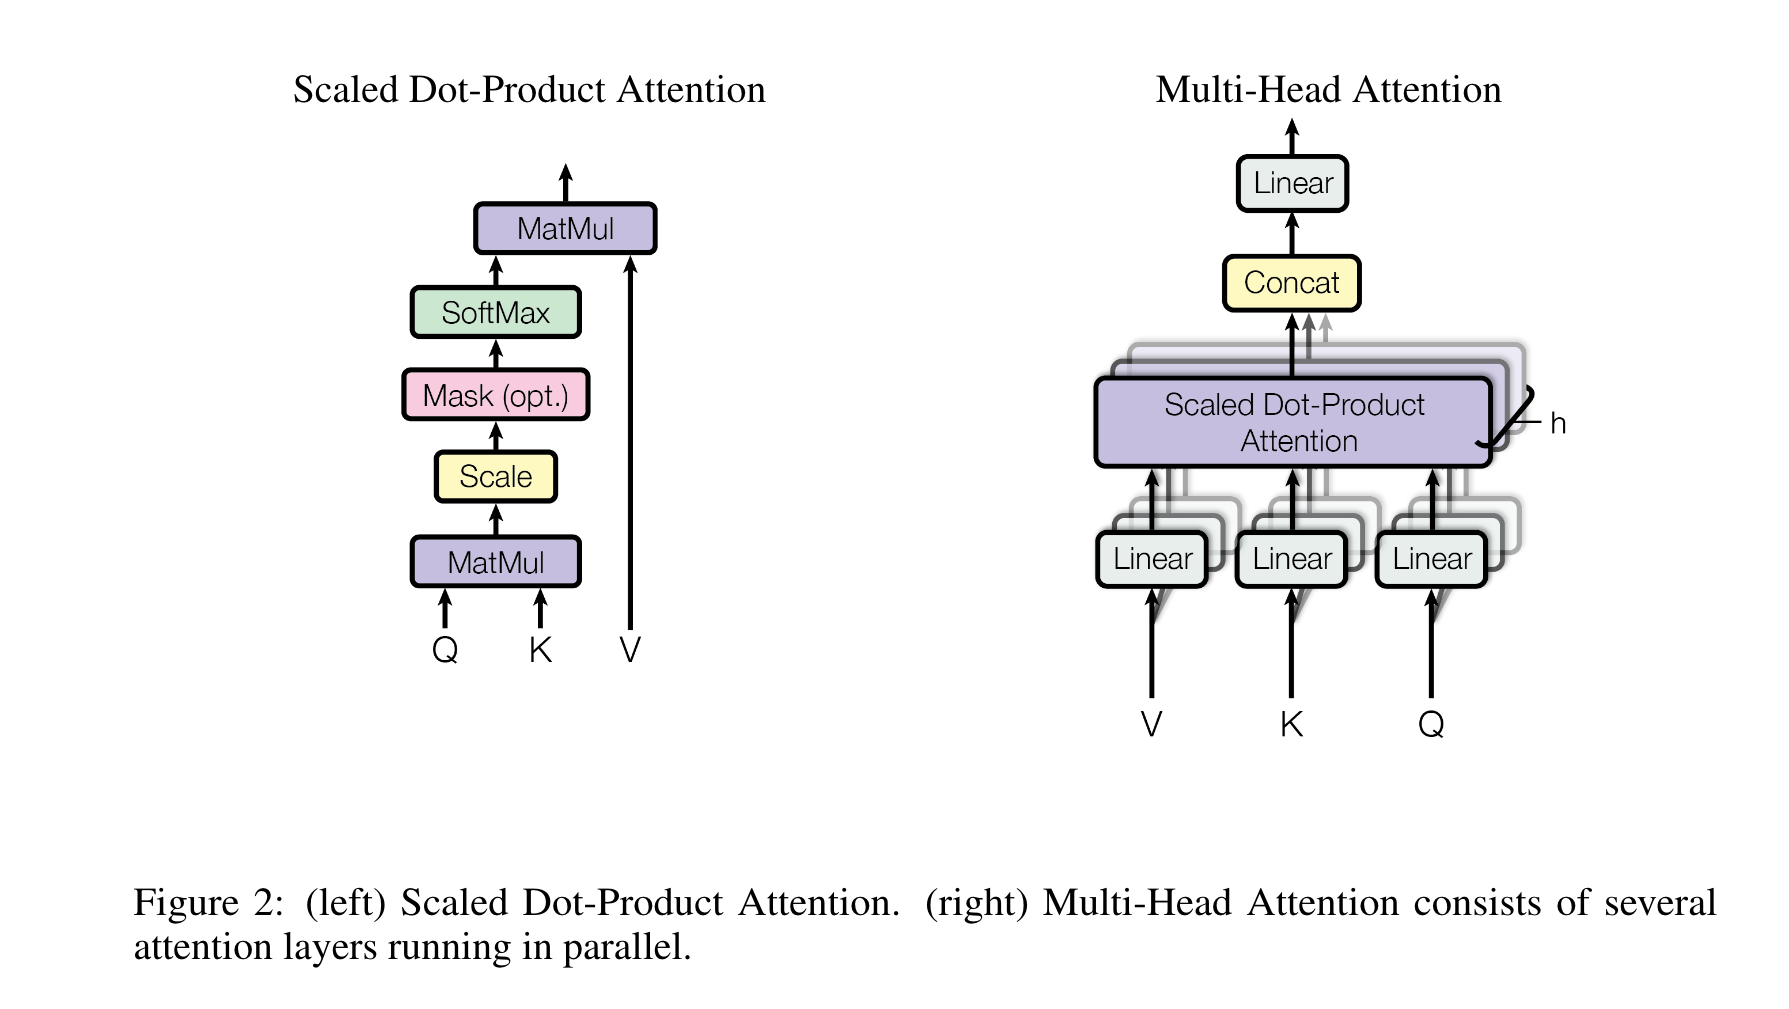 Scaled Dot-Product Attention
MatMul
SoftMax
Mask (opt.)
Scale
MatMul
Q K V
Multi-Head Attention
Linear
Concat
Scaled Dot-Product
Attention
h
Linear Linear Linear
V K Q
Figure 2: (left) Scaled Dot-Product Attention. (right) Multi-Head Attention consists of several
attention layers running in parallel.